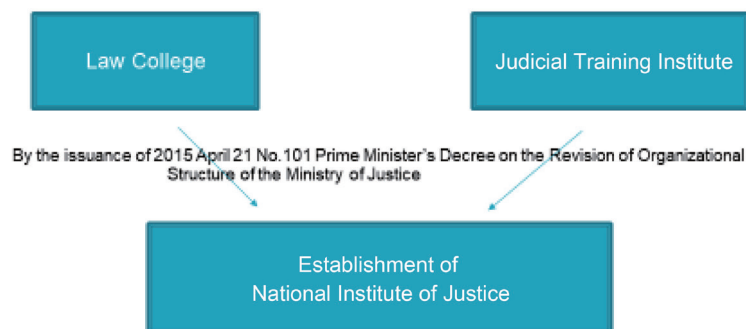 Law College
Judicial Training Institute
By the issuance of 2015 April 21 No.101 Prime Minister's Decree on the Revision of Organizational
Structure of the Ministry of Justice
Establishment of
National Institute of Justice